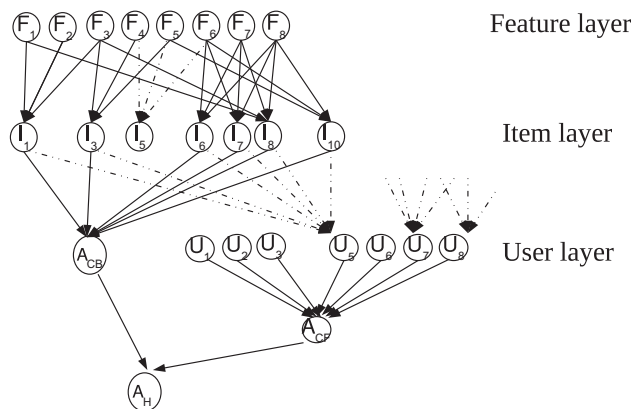 F1 F2 F3 F4 F5 F6 F7 F8 Feature layer
I1 I3 I5 I6 I7 I8 I10 Item layer
ACB U1 U2 U3 U5 U6 U7 U8 User layer
ACF
AH